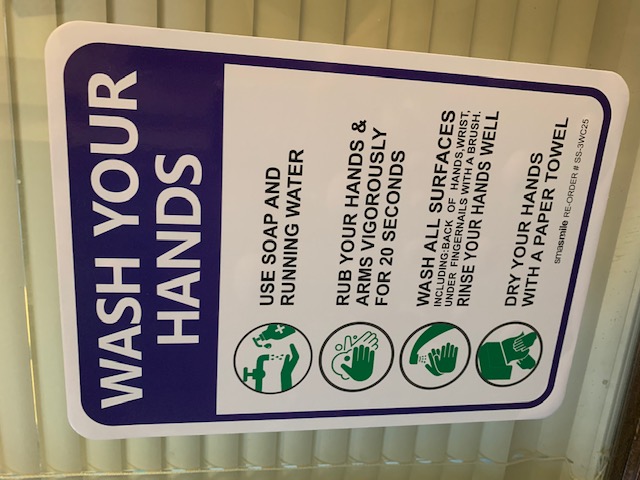 WASH YOUR
HANDS
USE SOAP AND
RUNNING WATER
RUB YOUR HANDS &
ARMS VIGOROUSLY
FOR 20 SECONDS
WASH ALL SURFACES
INCLUDING:BACK OF HANDS,WRIST,
UNDER FINGERNAILS WITH A BRUSH.
RINSE YOUR HANDS WELL
DRY YOUR HANDS
WITH A PAPER TOWEL
smasmile RE-ORDER # SS-3WC25